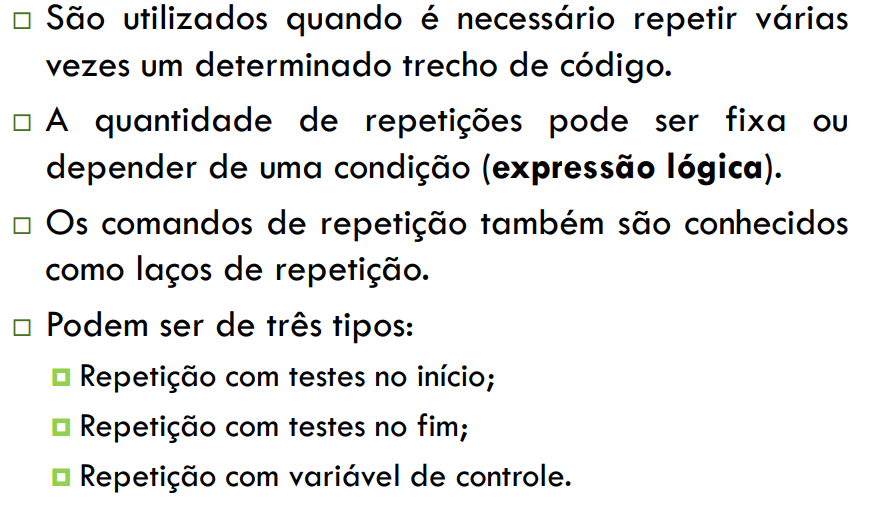 São utilizados quando é necessário repetir várias
vezes um determinado trecho de código.
A quantidade de repetições pode ser fixa ou
depender de uma condição (expressão lógica).
Os comandos de repetição também são conhecidos
como laços de repetição.
Podem ser de três tipos:
Repetição com testes no início;
Repetição com testes no fim;
Repetição com variável de controle.